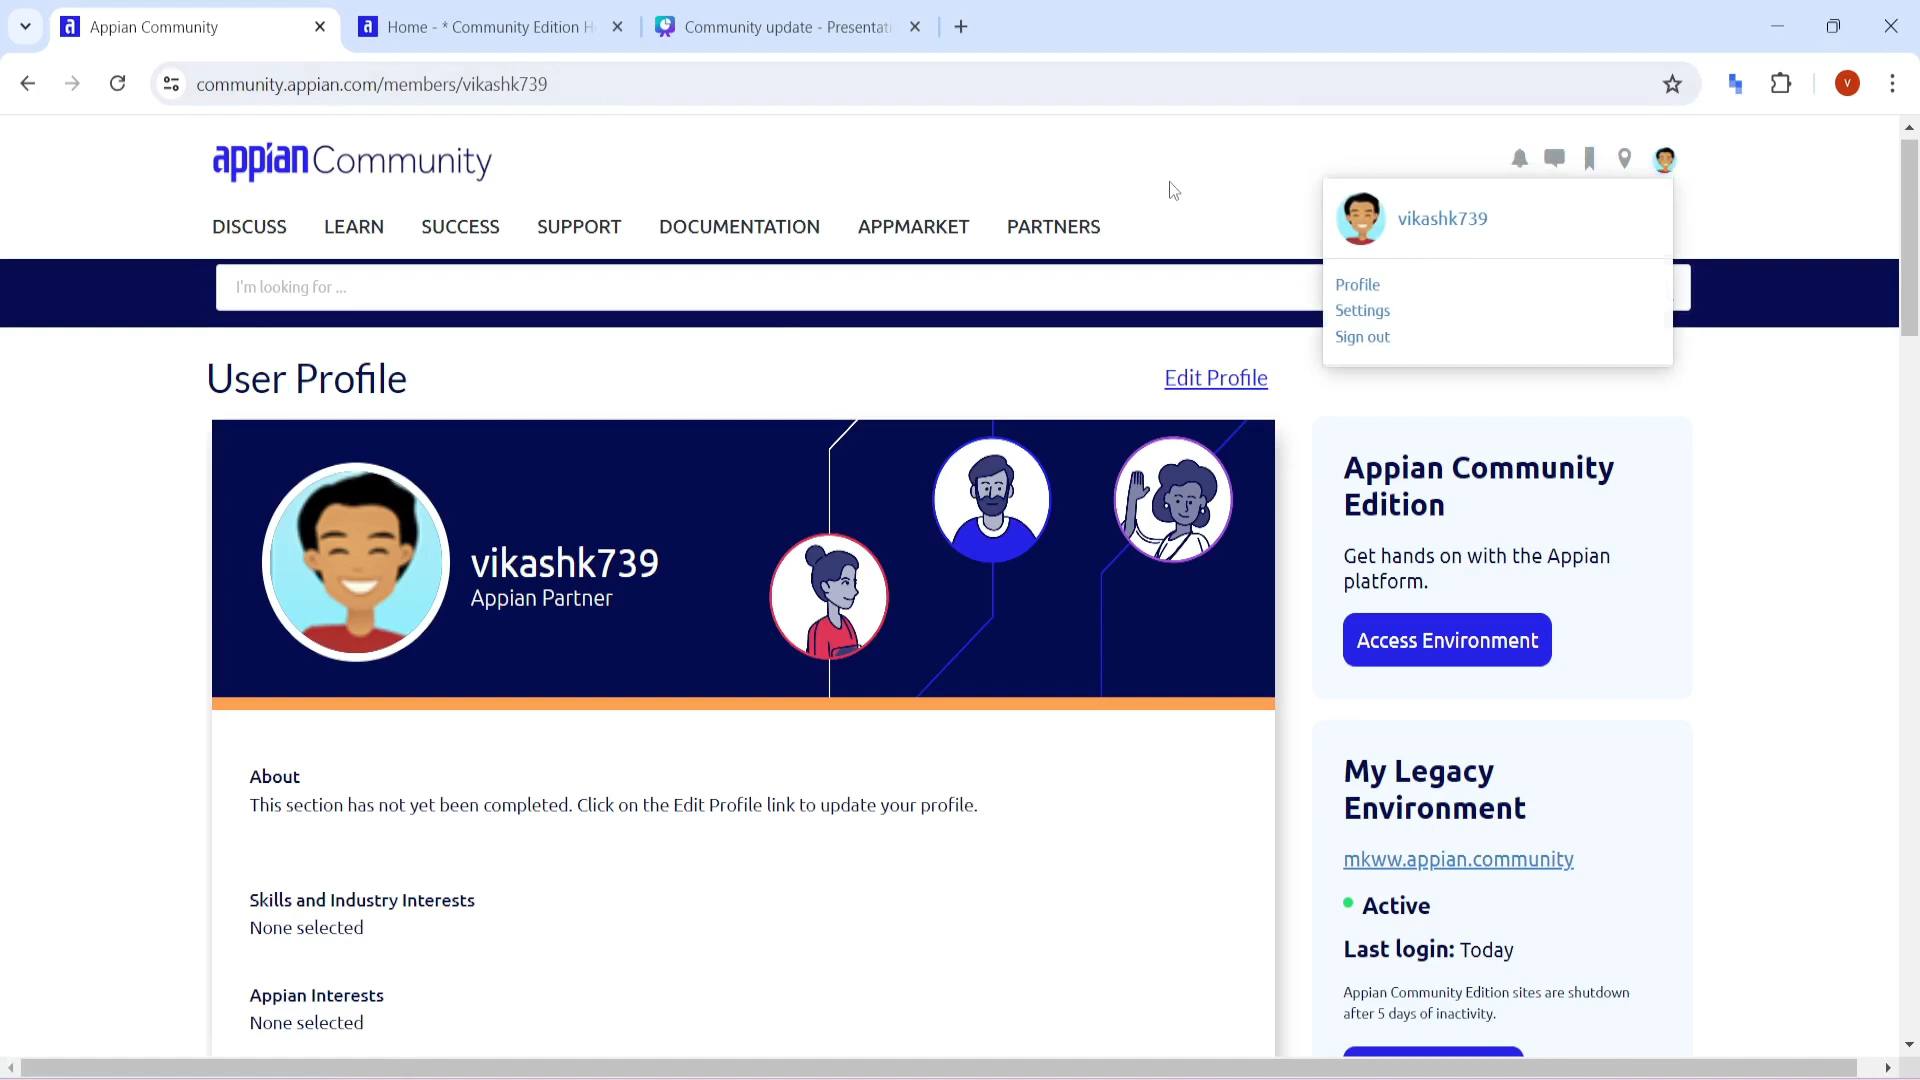 Appian Community
Home - * Community Edition H
Community update - Presentati
community.appian.com/members/vikashk739
V
appian Community
DISCUSS LEARN SUCCESS SUPPORT DOCUMENTATION APPMARKET PARTNERS
vikashk739
Profile
Settings
Sign out
I'm looking for ...
User Profile
Edit Profile
vikashk739
Appian Partner
About
This section has not yet been completed. Click on the Edit Profile link to update your profile.
Skills and Industry Interests
None selected
Appian Interests
None selected
Appian Community
Edition
Get hands on with the Appian
platform.
Access Environment
My Legacy
Environment
mkww.appian.community
Active
Last login: Today
Appian Community Edition sites are shutdown
after 5 days of inactivity.